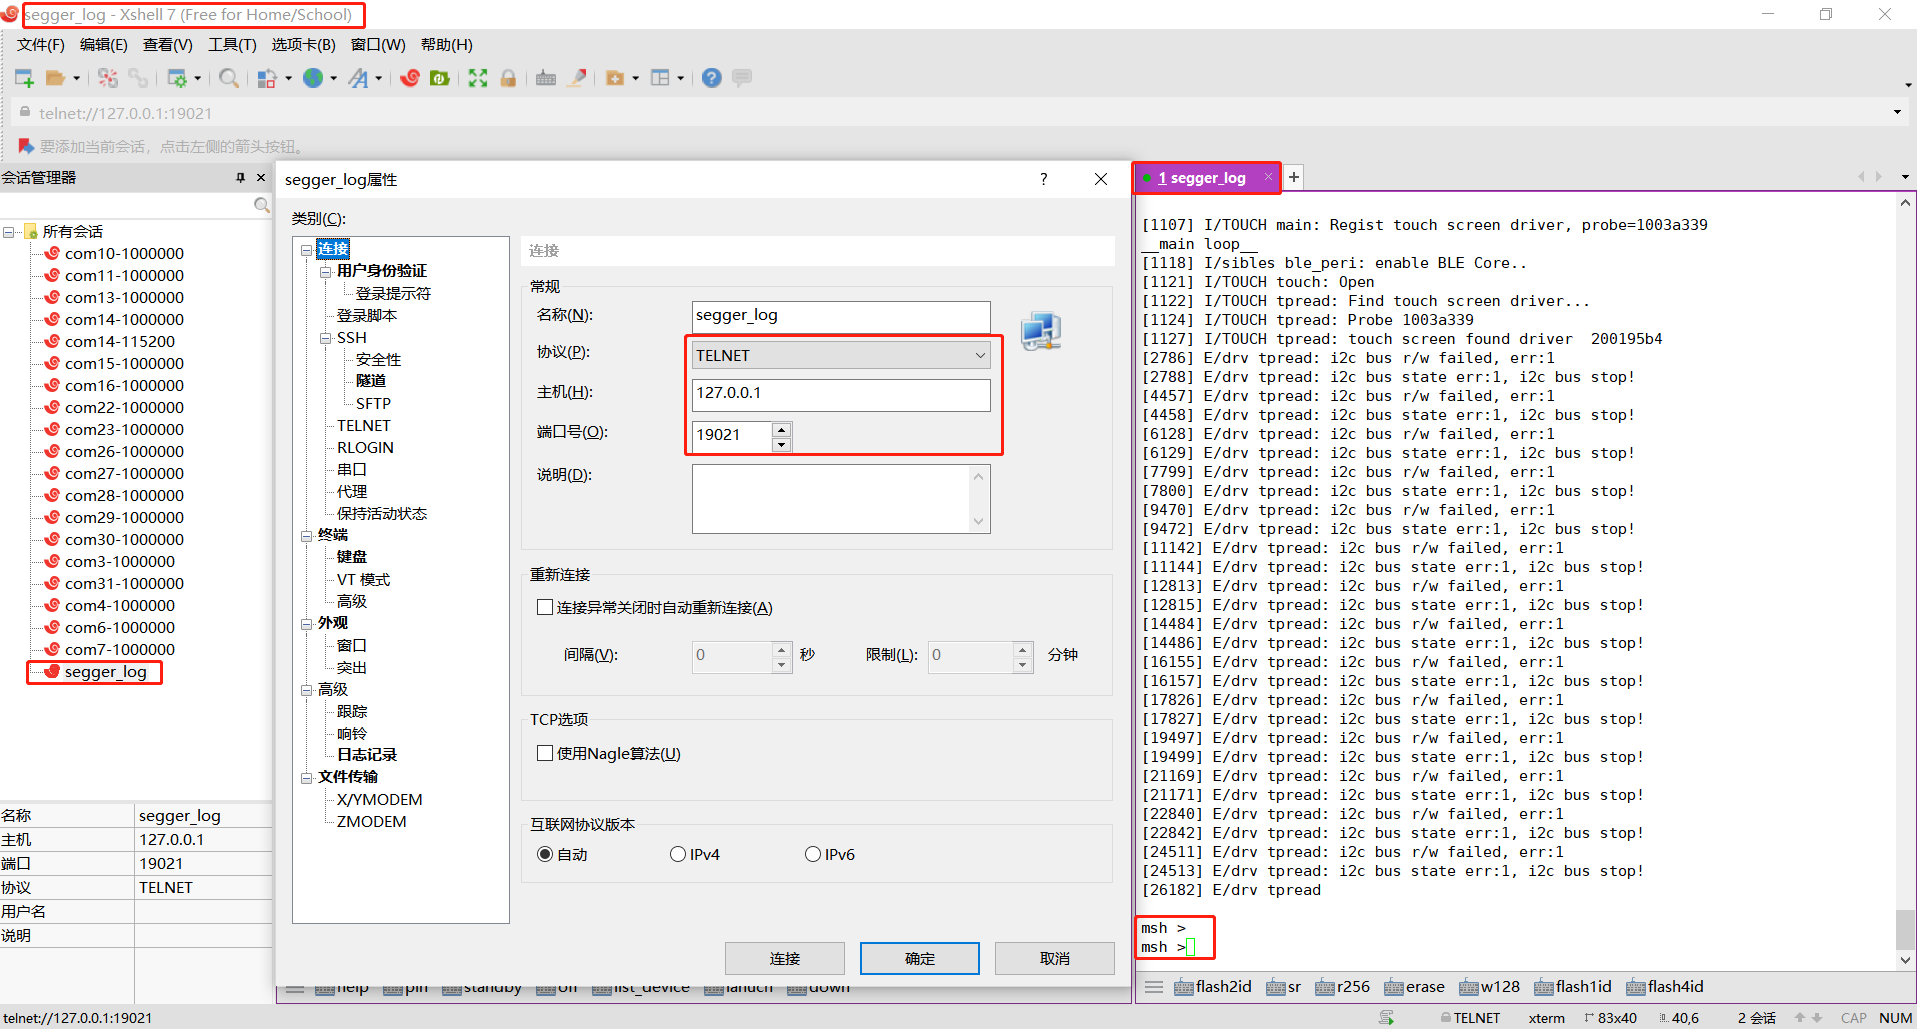 segger_log - Xshell 7 (Free for Home/School)
文件(F) 编辑(E) 查看(V) 工具(T) 选项卡(B) 窗口(W) 帮助(H)
telnet://127.0.0.1:19021
要添加当前会话，点击左侧的箭头按钮。
会话管理器
所有会话
com10-1000000
com11-1000000
com13-1000000
com14-1000000
com14-115200
com15-1000000
com16-1000000
com22-1000000
com23-1000000
com26-1000000
com27-1000000
com28-1000000
com29-1000000
com30-1000000
com3-1000000
com31-1000000
com4-1000000
com6-1000000
com7-1000000
segger_log
名称 segger_log
主机 127.0.0.1
端口 19021
协议 TELNET
用户名
说明
segger_log属性
?
类别(C):
连接
用户身份验证
登录提示符
登录脚本
SSH
安全性
隧道
SFTP
TELNET
RLOGIN
串口
代理
保持活动状态
终端
键盘
VT 模式
高级
外观
窗口
突出
高级
跟踪
响铃
日志记录
文件传输
X/YMODEM
ZMODEM
连接
常规
名称(N): segger_log
协议(P): TELNET
主机(H): 127.0.0.1
端口号(O): 19021
说明(D):
重新连接
连接异常关闭时自动重新连接(A)
间隔(V): 0 秒 限制(L): 0 分钟
TCP选项
使用Nagle算法(U)
互联网协议版本
自动 IPv4 IPv6
连接 确定 取消
help pin standby off list_device lanuch down
1 segger_log
[1107] I/TOUCH main: Regist touch screen driver, probe=1003a339
__main loop__
[1118] I/sibles ble_peri: enable BLE Core..
[1121] I/TOUCH touch: Open
[1122] I/TOUCH tpread: Find touch screen driver...
[1124] I/TOUCH tpread: Probe 1003a339
[1127] I/TOUCH tpread: touch screen found driver  200195b4
[2786] E/drv tpread: i2c bus r/w failed, err:1
[2788] E/drv tpread: i2c bus state err:1, i2c bus stop!
[4457] E/drv tpread: i2c bus r/w failed, err:1
[4458] E/drv tpread: i2c bus state err:1, i2c bus stop!
[6128] E/drv tpread: i2c bus r/w failed, err:1
[6129] E/drv tpread: i2c bus state err:1, i2c bus stop!
[7799] E/drv tpread: i2c bus r/w failed, err:1
[7800] E/drv tpread: i2c bus state err:1, i2c bus stop!
[9470] E/drv tpread: i2c bus r/w failed, err:1
[9472] E/drv tpread: i2c bus state err:1, i2c bus stop!
[11142] E/drv tpread: i2c bus r/w failed, err:1
[11144] E/drv tpread: i2c bus state err:1, i2c bus stop!
[12813] E/drv tpread: i2c bus r/w failed, err:1
[12815] E/drv tpread: i2c bus state err:1, i2c bus stop!
[14484] E/drv tpread: i2c bus r/w failed, err:1
[14486] E/drv tpread: i2c bus state err:1, i2c bus stop!
[16155] E/drv tpread: i2c bus r/w failed, err:1
[16157] E/drv tpread: i2c bus state err:1, i2c bus stop!
[17826] E/drv tpread: i2c bus r/w failed, err:1
[17827] E/drv tpread: i2c bus state err:1, i2c bus stop!
[19497] E/drv tpread: i2c bus r/w failed, err:1
[19499] E/drv tpread: i2c bus state err:1, i2c bus stop!
[21169] E/drv tpread: i2c bus r/w failed, err:1
[21171] E/drv tpread: i2c bus state err:1, i2c bus stop!
[22840] E/drv tpread: i2c bus r/w failed, err:1
[22842] E/drv tpread: i2c bus state err:1, i2c bus stop!
[24511] E/drv tpread: i2c bus r/w failed, err:1
[24513] E/drv tpread: i2c bus state err:1, i2c bus stop!
[26182] E/drv tpread
msh >
msh >
flash2id sr r256 erase w128 flash1id flash4id
telnet://127.0.0.1:19021 TELNET xterm 83x40 40,6 2 会话 CAP NUM